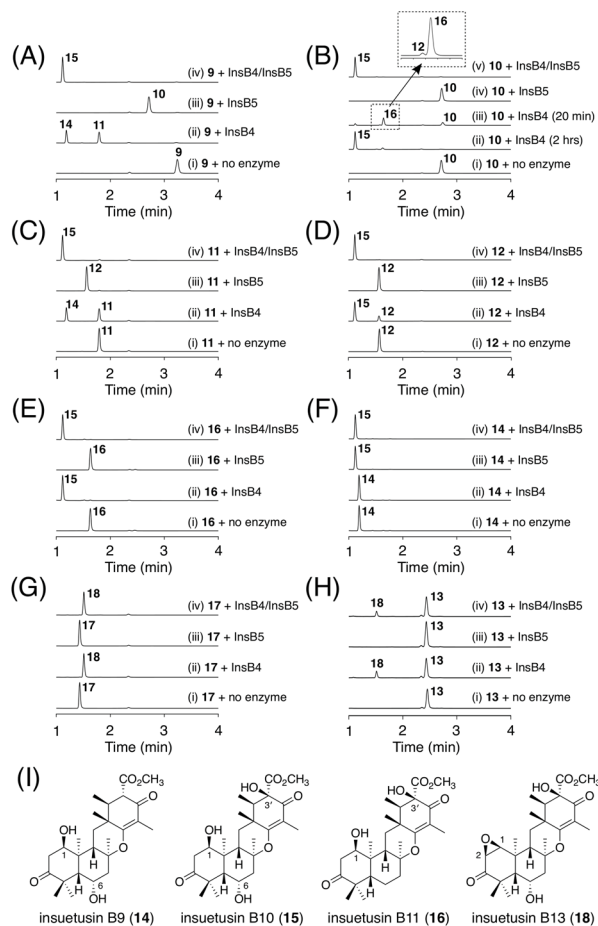 (A)
15
(iv) 9 + InsB4/InsB5
10
(iii) 9 + InsB5
14 11
(ii) 9 + InsB4
9
(i) 9 + no enzyme
1 2 3 4
Time (min)
(B)
12 16
15
(v) 10 + InsB4/InsB5
10
(iv) 10 + InsB5
16 10
(iii) 10 + InsB4 (20 min)
15
(ii) 10 + InsB4 (2 hrs)
10
(i) 10 + no enzyme
1 2 3 4
Time (min)
(C)
15
(iv) 11 + InsB4/InsB5
12
(iii) 11 + InsB5
14 11
(ii) 11 + InsB4
11
(i) 11 + no enzyme
1 2 3 4
Time (min)
(D)
15
(iv) 12 + InsB4/InsB5
12
(iii) 12 + InsB5
15 12
(ii) 12 + InsB4
12
(i) 12 + no enzyme
1 2 3 4
Time (min)
(E)
15
(iv) 16 + InsB4/InsB5
16
(iii) 16 + InsB5
15
(ii) 16 + InsB4
16
(i) 16 + no enzyme
1 2 3 4
Time (min)
(F)
15
(iv) 14 + InsB4/InsB5
15
(iii) 14 + InsB5
14
(ii) 14 + InsB4
14
(i) 14 + no enzyme
1 2 3 4
Time (min)
(G)
18
(iv) 17 + InsB4/InsB5
17
(iii) 17 + InsB5
18
(ii) 17 + InsB4
17
(i) 17 + no enzyme
1 2 3 4
Time (min)
(H)
18 13
(iv) 13 + InsB4/InsB5
13
(iii) 13 + InsB5
18 13
(ii) 13 + InsB4
13
(i) 13 + no enzyme
1 2 3 4
Time (min)
(I)
CO2CH3
O
OH
1
H
O
O
H
6
OH
insuetusin B9 (14)
CO2CH3
HO
3'
O
OH
1
H
O
O
H
6
OH
insuetusin B10 (15)
CO2CH3
HO
3'
O
OH
1
H
O
O
H
insuetusin B11 (16)
CO2CH3
HO
3'
O
O
1
2
H
O
O
H
OH
insuetusin B13 (18)